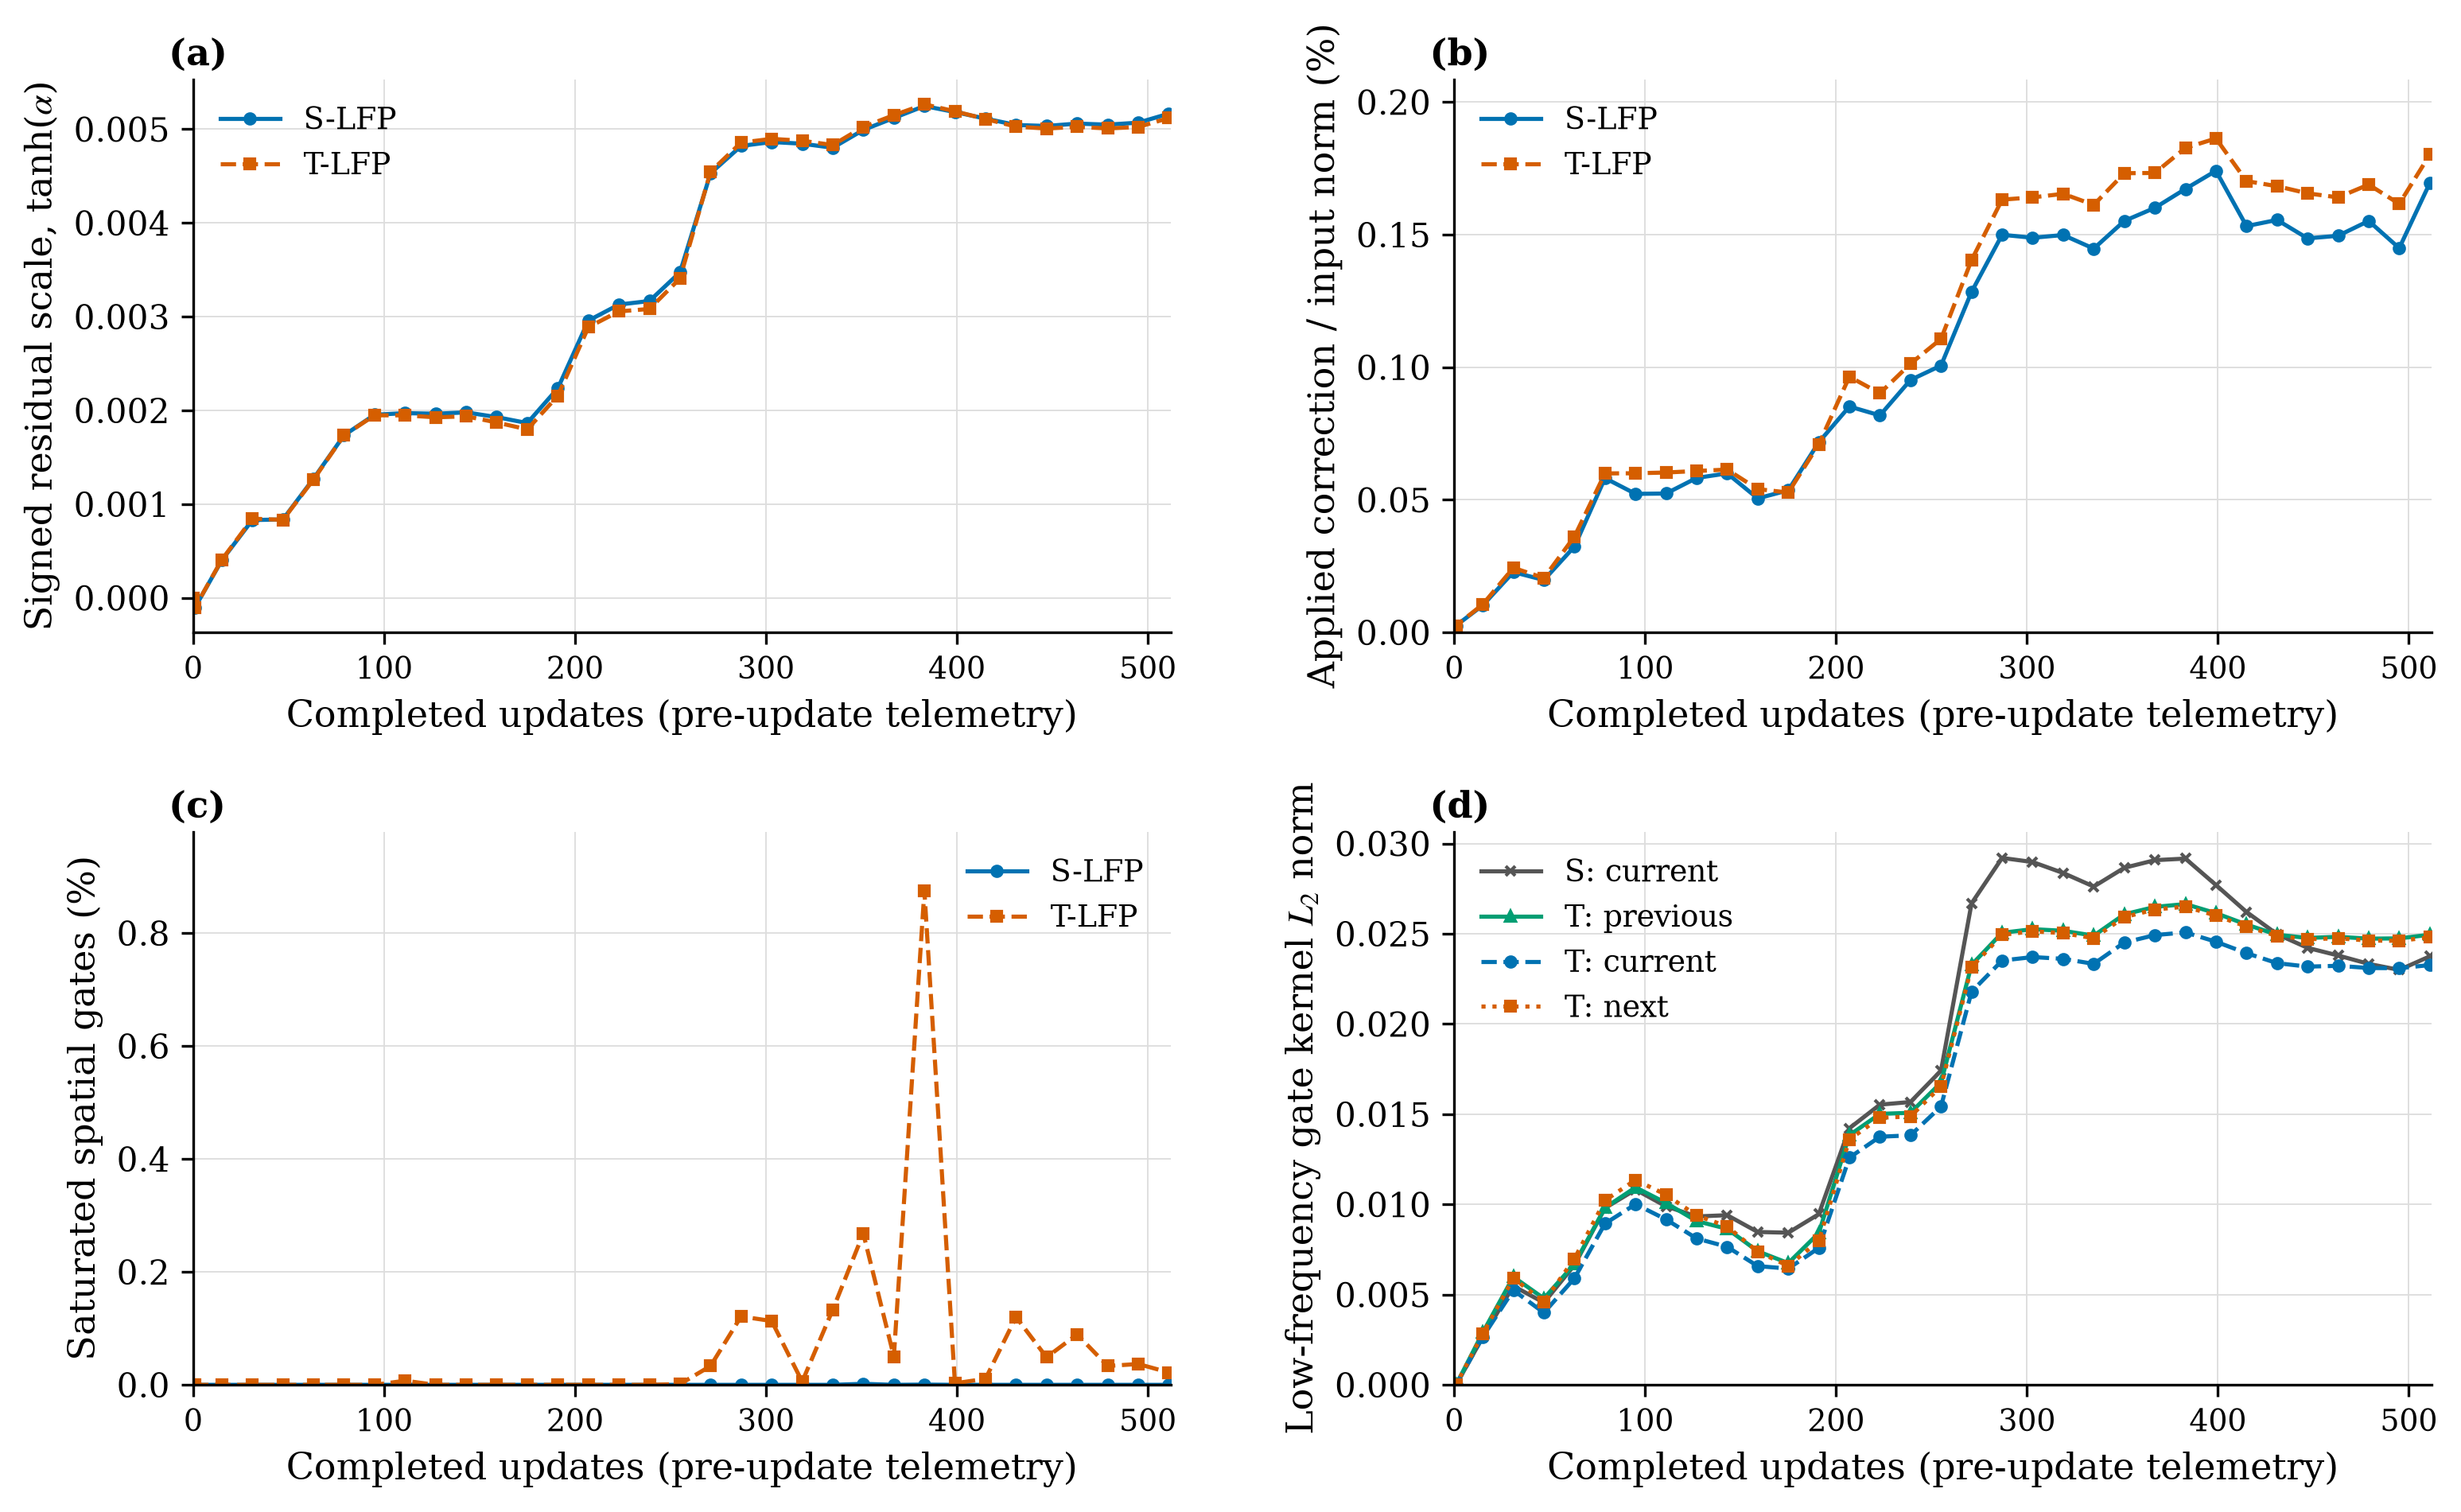 (a)
Signed residual scale, tanh(α)
0.005
0.004
0.003
0.002
0.001
0.000
S-LFP
T-LFP
0 100 200 300 400 500
Completed updates (pre-update telemetry)
(b)
Applied correction / input norm (%)
0.20
0.15
0.10
0.05
0.00
S-LFP
T-LFP
0 100 200 300 400 500
Completed updates (pre-update telemetry)
(c)
Saturated spatial gates (%)
0.8
0.6
0.4
0.2
0.0
S-LFP
T-LFP
0 100 200 300 400 500
Completed updates (pre-update telemetry)
(d)
Low-frequency gate kernel L₂ norm
0.030
0.025
0.020
0.015
0.010
0.005
0.000
S: current
T: previous
T: current
T: next
0 100 200 300 400 500
Completed updates (pre-update telemetry)